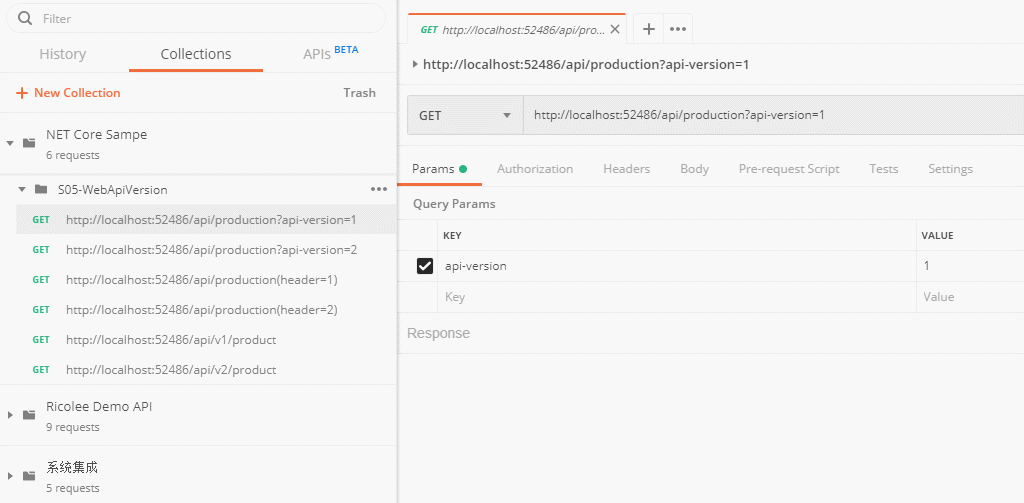 Filter
History
Collections
APIs BETA
+ New Collection
Trash
NET Core Sampe
6 requests
S05-WebApiVersion
GET http://localhost:52486/api/production?api-version=1
GET http://localhost:52486/api/production?api-version=2
GET http://localhost:52486/api/production(header=1)
GET http://localhost:52486/api/production(header=2)
GET http://localhost:52486/api/v1/product
GET http://localhost:52486/api/v2/product
Ricolee Demo API
9 requests
系统集成
5 requests
GET http://localhost:52486/api/pro...
http://localhost:52486/api/production?api-version=1
GET http://localhost:52486/api/production?api-version=1
Params Authorization Headers Body Pre-request Script Tests Settings
Query Params
KEY VALUE
api-version 1
Key Value
Response